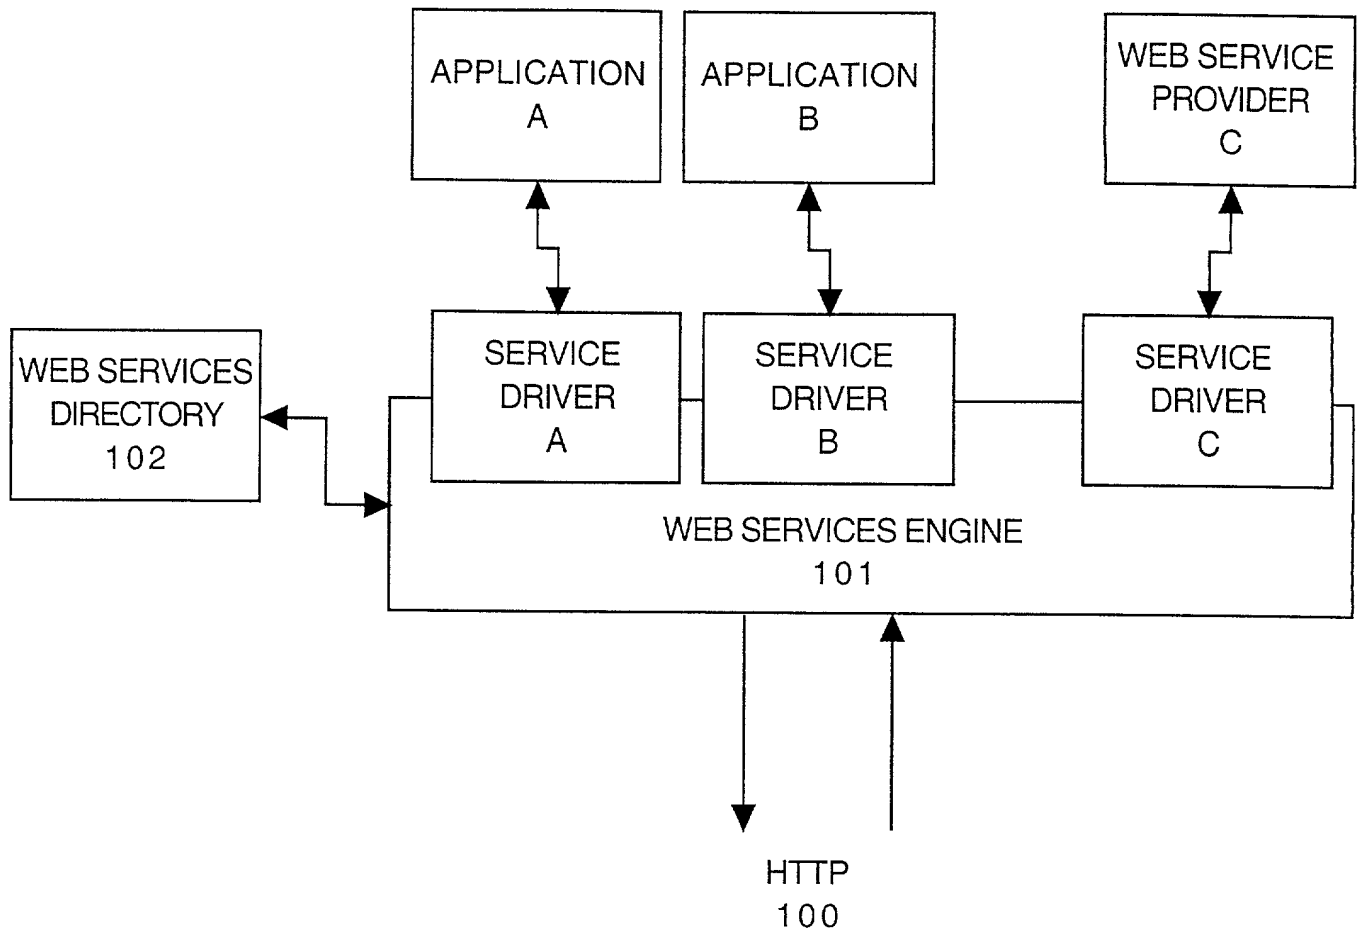 APPLICATION
A
APPLICATION
B
WEB SERVICE
PROVIDER
C
WEB SERVICES
DIRECTORY
102
SERVICE
DRIVER
A
SERVICE
DRIVER
B
SERVICE
DRIVER
C
WEB SERVICES ENGINE
101
HTTP
100